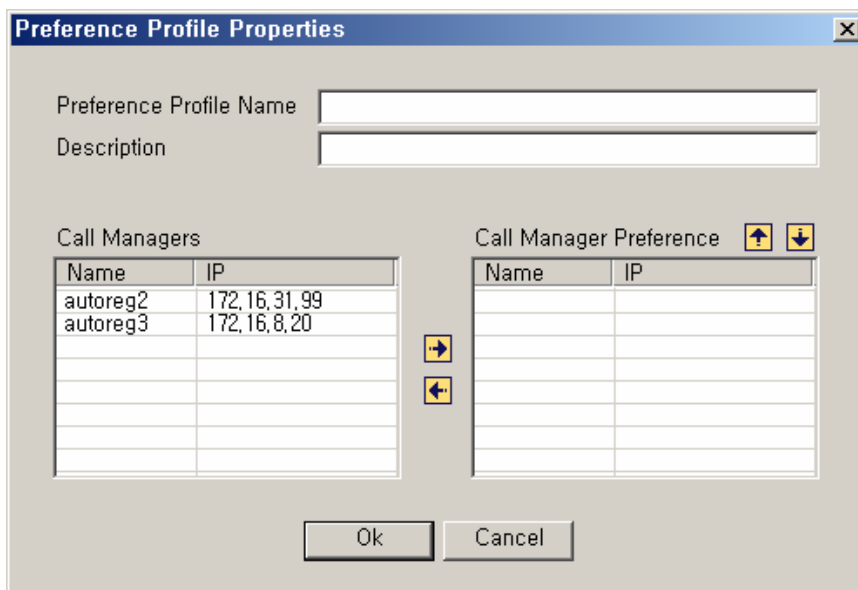 Preference Profile Properties
Preference Profile Name
Description
Call Managers
Name IP
autoreg2 172,16,31,99
autoreg3 172,16,8,20
Call Manager Preference
Name IP
Ok Cancel